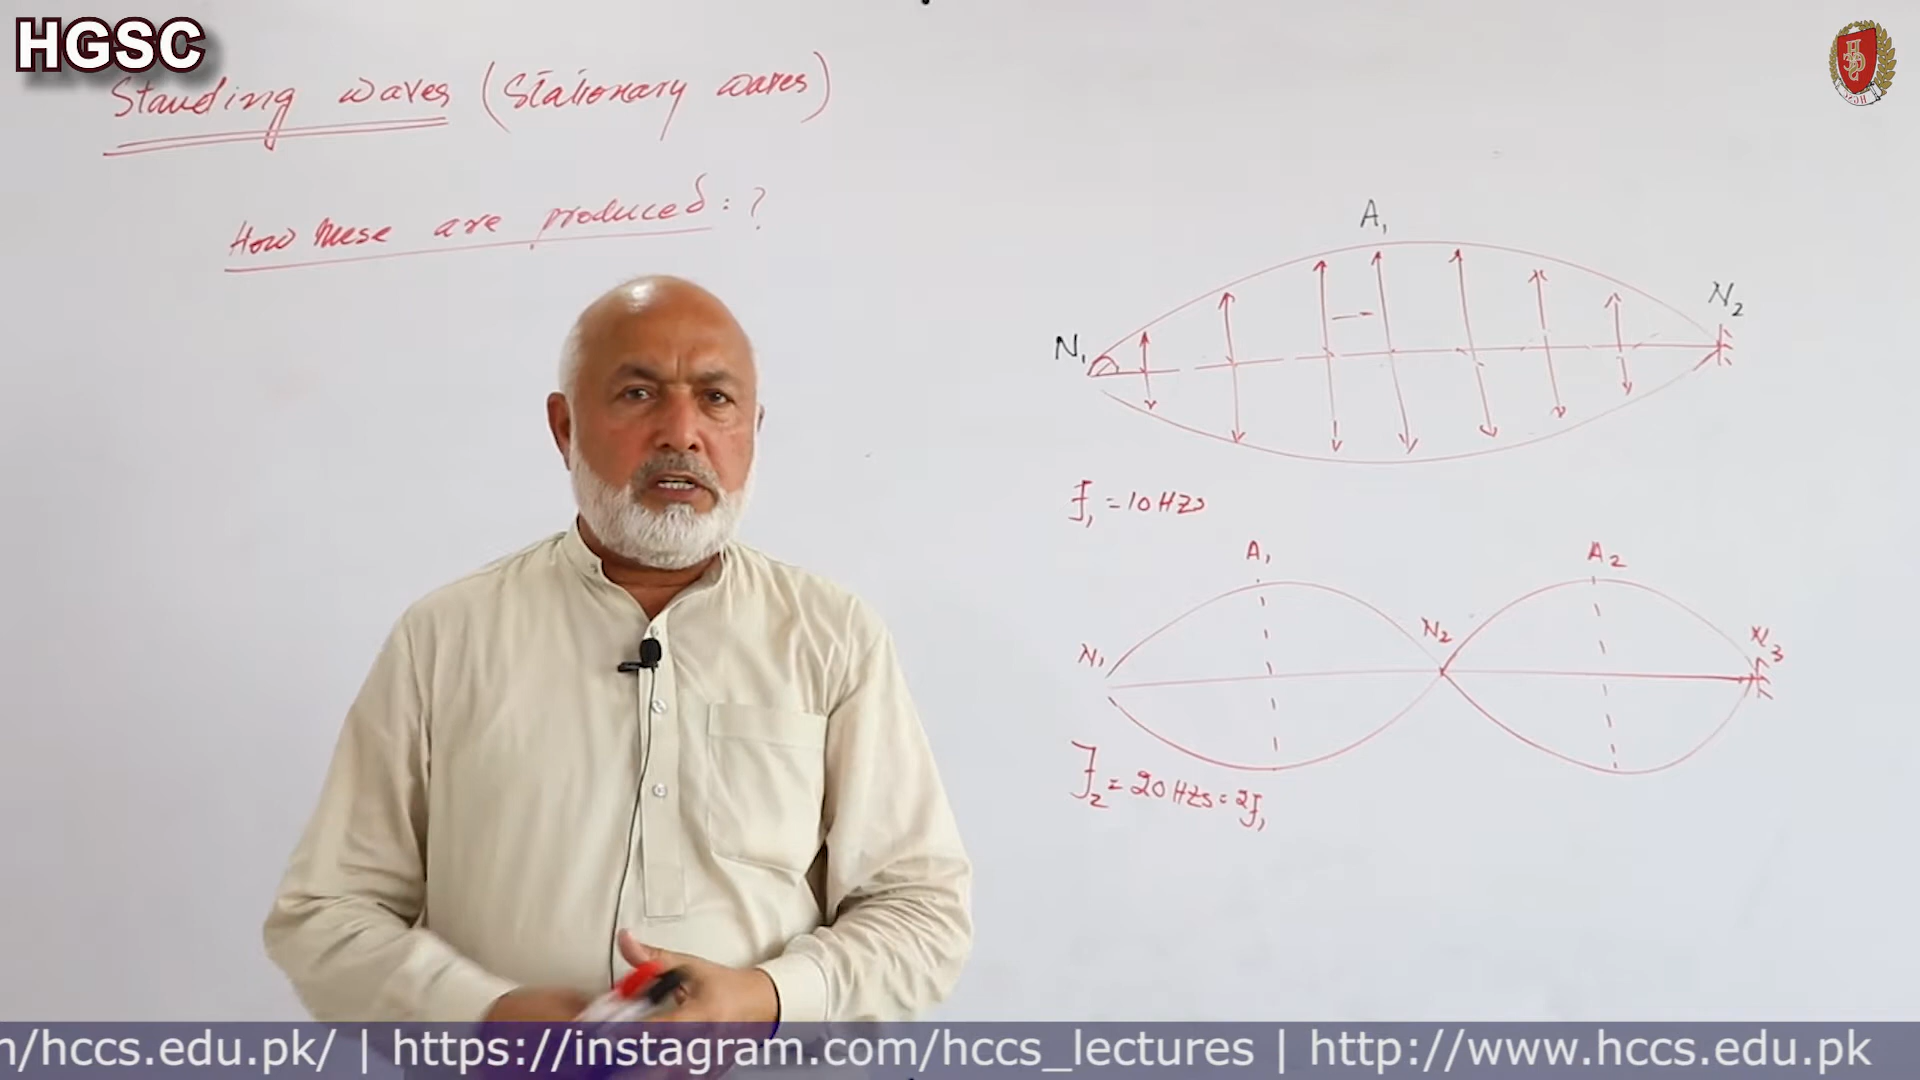 HGSC
Standing waves (Stationary waves)
How these are produced : ?
A₁
N₂
N₁
F₁ = 10 HZs
A₁
A₂
N₁
N₂
N₃
F₂ = 20 HZs = 2F₁
n/hccs.edu.pk/ | https://instagram.com/hccs_lectures | http://www.hccs.edu.pk